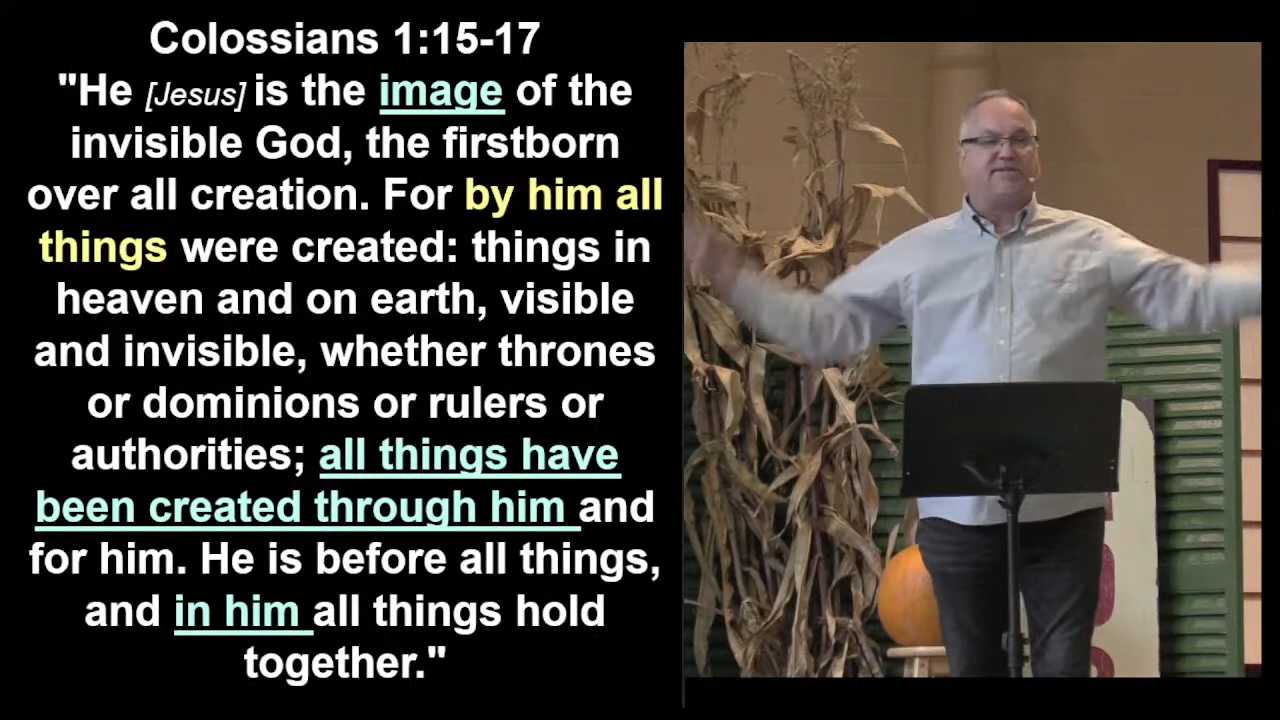 Colossians 1:15-17
"He [Jesus] is the image of the
invisible God, the firstborn
over all creation. For by him all
things were created: things in
heaven and on earth, visible
and invisible, whether thrones
or dominions or rulers or
authorities; all things have
been created through him and
for him. He is before all things,
and in him all things hold
together."